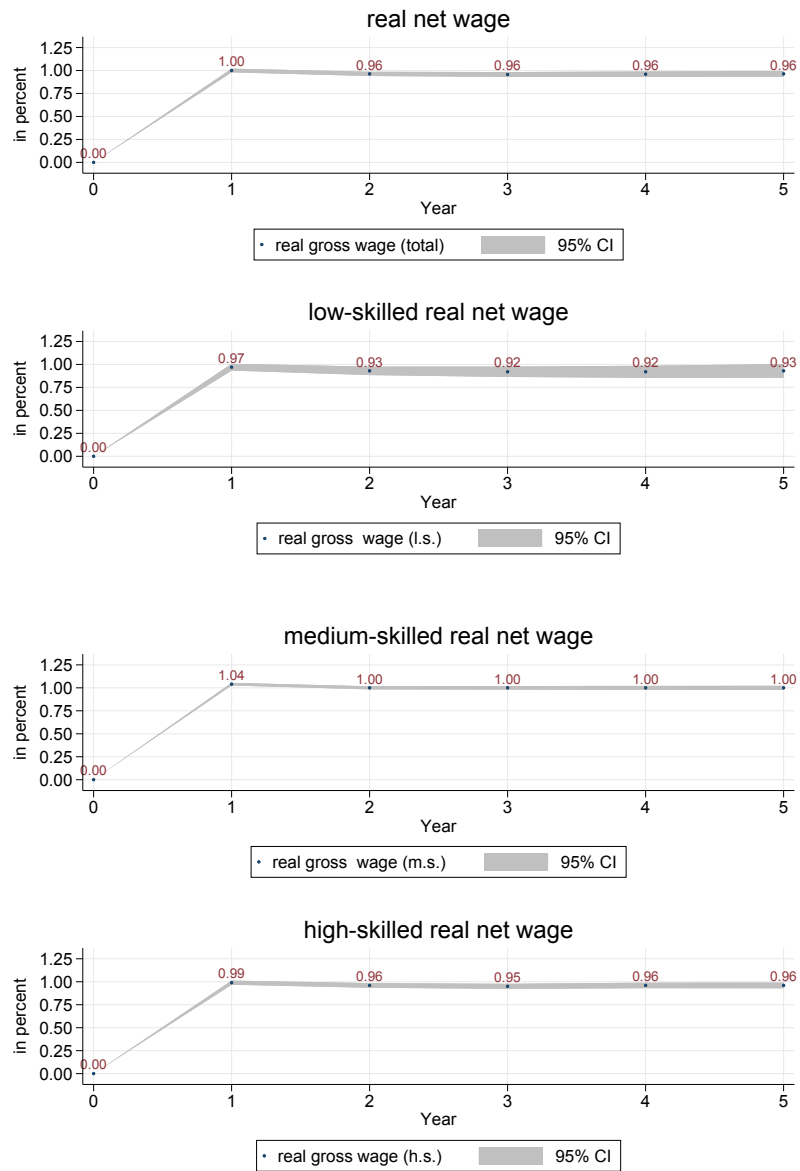 real net wage
1.25
1.00
0.75
0.50
0.25
0.00
in percent
0.00
1.00
0.96
0.96
0.96
0.96
0 1 2 3 4 5
Year
real gross wage (total) 95% CI
low-skilled real net wage
1.25
1.00
0.75
0.50
0.25
0.00
in percent
0.00
0.97
0.93
0.92
0.92
0.93
0 1 2 3 4 5
Year
real gross wage (l.s.) 95% CI
medium-skilled real net wage
1.25
1.00
0.75
0.50
0.25
0.00
in percent
0.00
1.04
1.00
1.00
1.00
1.00
0 1 2 3 4 5
Year
real gross wage (m.s.) 95% CI
high-skilled real net wage
1.25
1.00
0.75
0.50
0.25
0.00
in percent
0.00
0.99
0.96
0.95
0.96
0.96
0 1 2 3 4 5
Year
real gross wage (h.s.) 95% CI